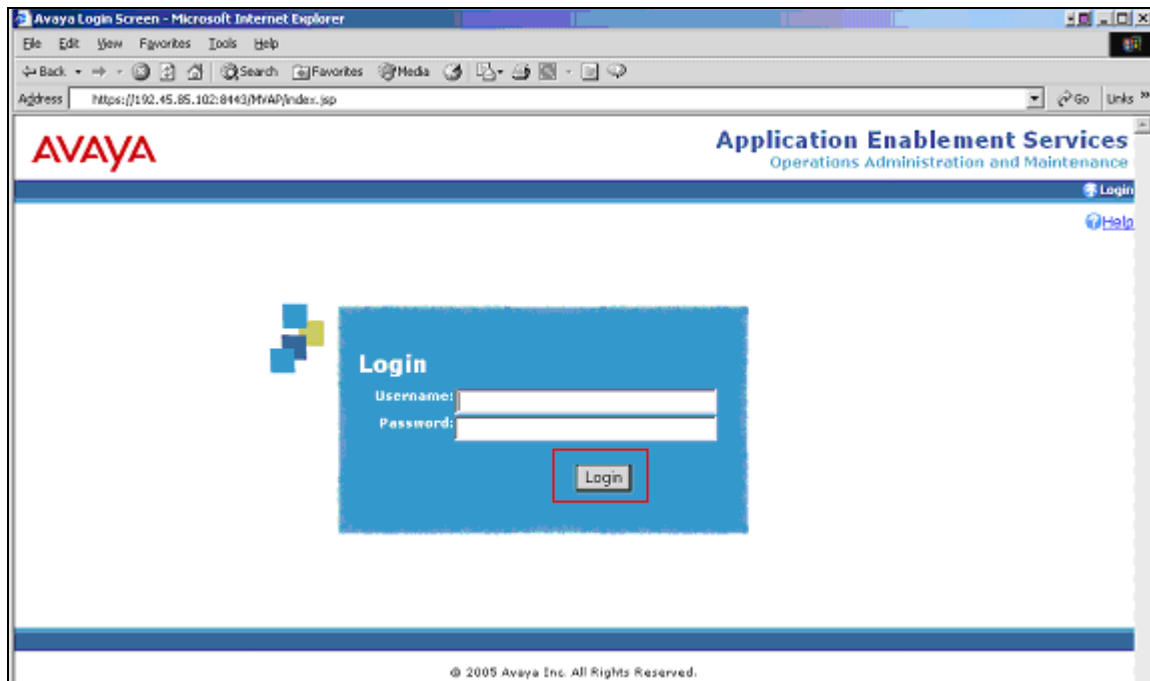 Avaya Login Screen - Microsoft Internet Explorer
File Edit View Favorites Tools Help
Back Search Favorites Media
Address https://192.45.85.102:8443/MVAP/index.jsp Go Links »
AVAYA
Application Enablement Services
Operations Administration and Maintenance
Login
Help
Login
Username:
Password:
Login
© 2005 Avaya Inc. All Rights Reserved.